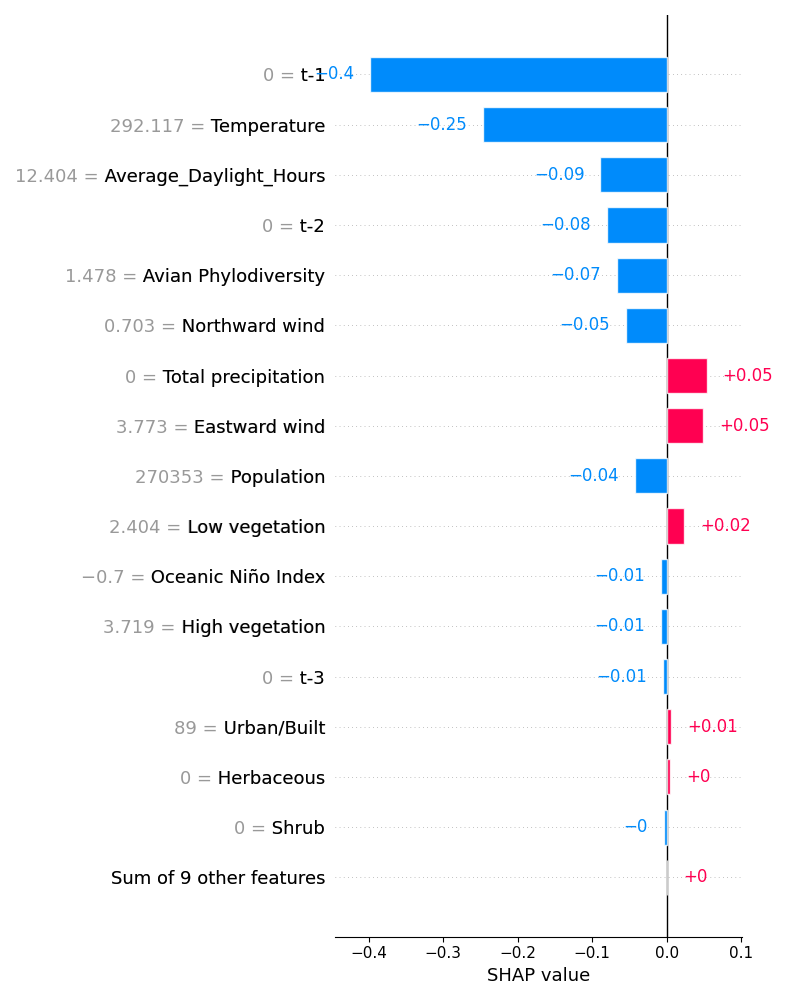 0 = t-1 −0.4
292.117 = Temperature −0.25
12.404 = Average_Daylight_Hours −0.09
0 = t-2 −0.08
1.478 = Avian Phylodiversity −0.07
0.703 = Northward wind −0.05
0 = Total precipitation +0.05
3.773 = Eastward wind +0.05
270353 = Population −0.04
2.404 = Low vegetation +0.02
−0.7 = Oceanic Niño Index −0.01
3.719 = High vegetation −0.01
0 = t-3 −0.01
89 = Urban/Built +0.01
0 = Herbaceous +0
0 = Shrub −0
Sum of 9 other features +0
−0.4 −0.3 −0.2 −0.1 0.0 0.1
SHAP value